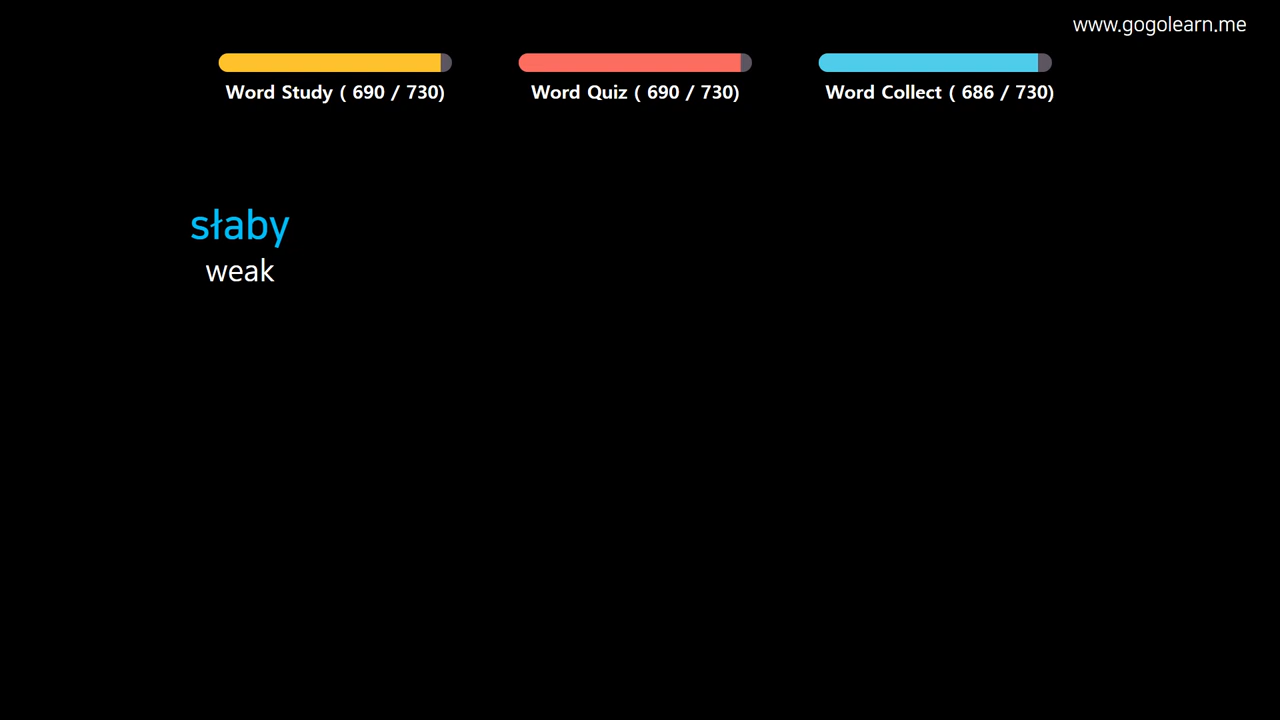 www.gogolearn.me
Word Study ( 690 / 730)
Word Quiz ( 690 / 730)
Word Collect ( 686 / 730)
słaby
weak